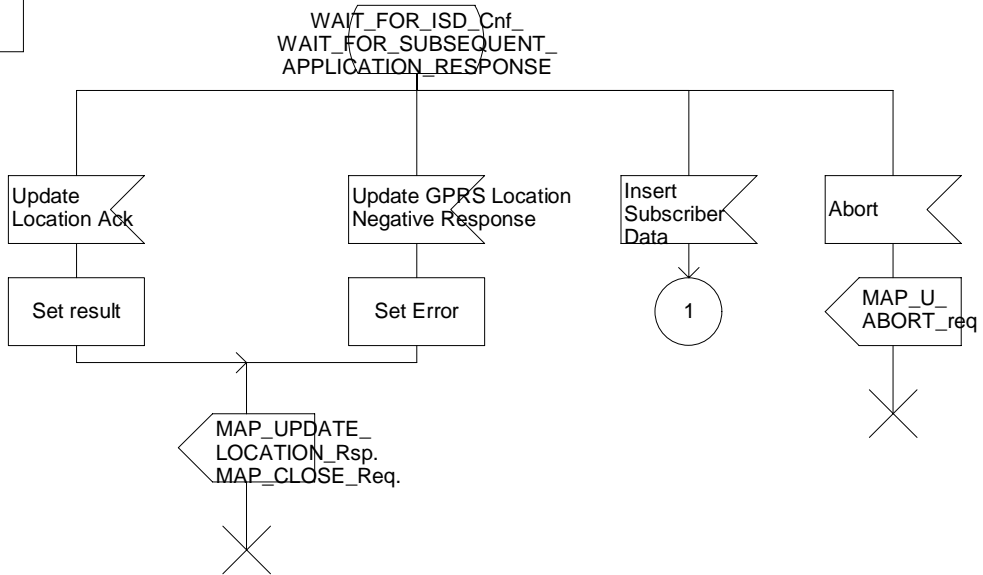 WAIT_FOR_ISD_Cnf_
WAIT_FOR_SUBSEQUENT_
APPLICATION_RESPONSE
Update
Location Ack
Update GPRS Location
Negative Response
Insert
Subscriber
Data
Abort
Set result
Set Error
1
MAP_U_
ABORT_req
MAP_UPDATE_
LOCATION_Rsp.
MAP_CLOSE_Req.